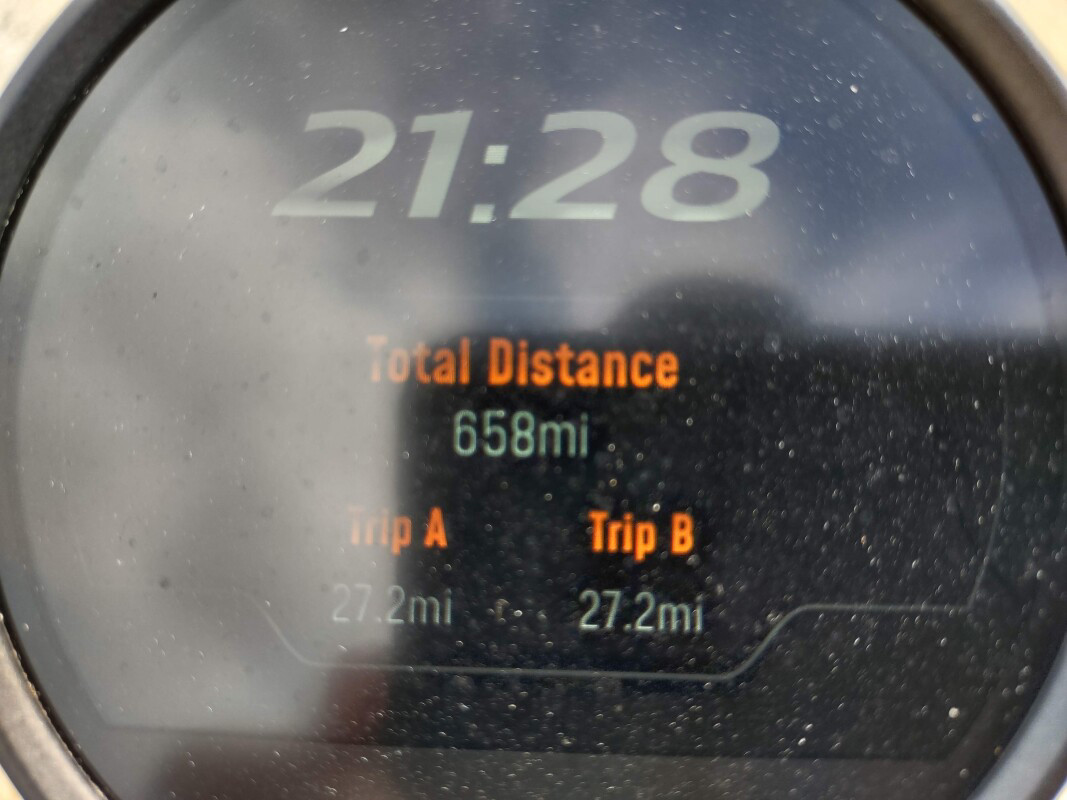 21:28
Total Distance
658mi
Trip A Trip B
27.2mi 27.2mi